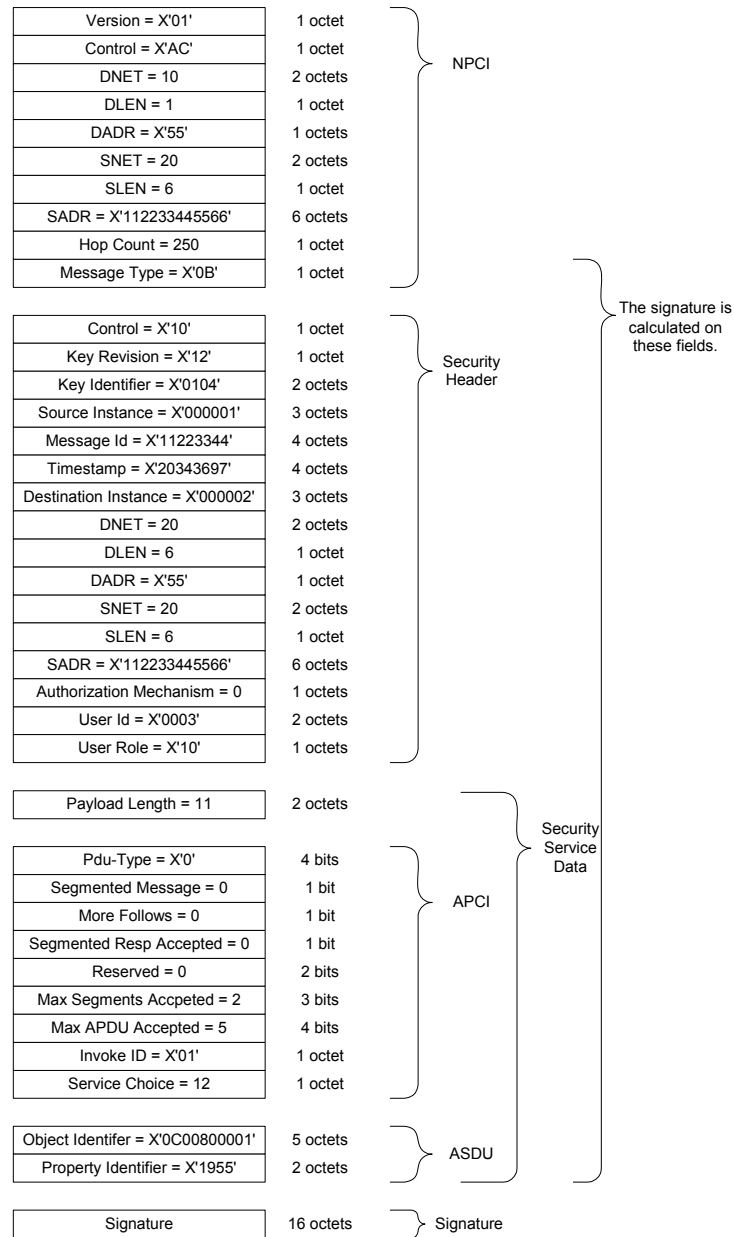 Version = X'01' 1 octet
Control = X'AC' 1 octet
DNET = 10 2 octets
DLEN = 1 1 octet
DADR = X'55' 1 octets
SNET = 20 2 octets
SLEN = 6 1 octet
SADR = X'112233445566' 6 octets
Hop Count = 250 1 octet
Message Type = X'0B' 1 octet
NPCI
The signature is
calculated on
these fields.
Control = X'10' 1 octet
Key Revision = X'12' 1 octet
Key Identifier = X'0104' 2 octets
Source Instance = X'000001' 3 octets
Message Id = X'11223344' 4 octets
Timestamp = X'20343697' 4 octets
Destination Instance = X'000002' 3 octets
DNET = 20 2 octets
DLEN = 6 1 octet
DADR = X'55' 1 octet
SNET = 20 2 octets
SLEN = 6 1 octet
SADR = X'112233445566' 6 octets
Authorization Mechanism = 0 1 octets
User Id = X'0003' 2 octets
User Role = X'10' 1 octets
Security
Header
Payload Length = 11 2 octets
Security
Service
Data
Pdu-Type = X'0' 4 bits
Segmented Message = 0 1 bit
More Follows = 0 1 bit
Segmented Resp Accepted = 0 1 bit
Reserved = 0 2 bits
Max Segments Accpeted = 2 3 bits
Max APDU Accepted = 5 4 bits
Invoke ID = X'01' 1 octet
Service Choice = 12 1 octet
APCI
Object Identifer = X'0C00800001' 5 octets
Property Identifier = X'1955' 2 octets
ASDU
Signature 16 octets Signature